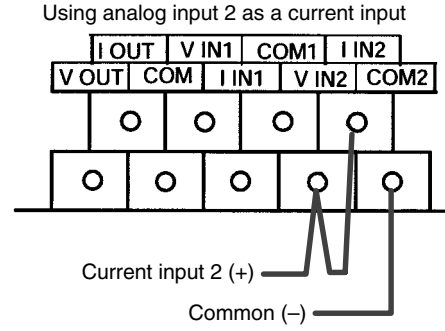 Using analog input 2 as a current input
I OUT V IN1 COM1 I IN2
V OUT COM I IN1 V IN2 COM2
Current input 2 (+)
Common (–)